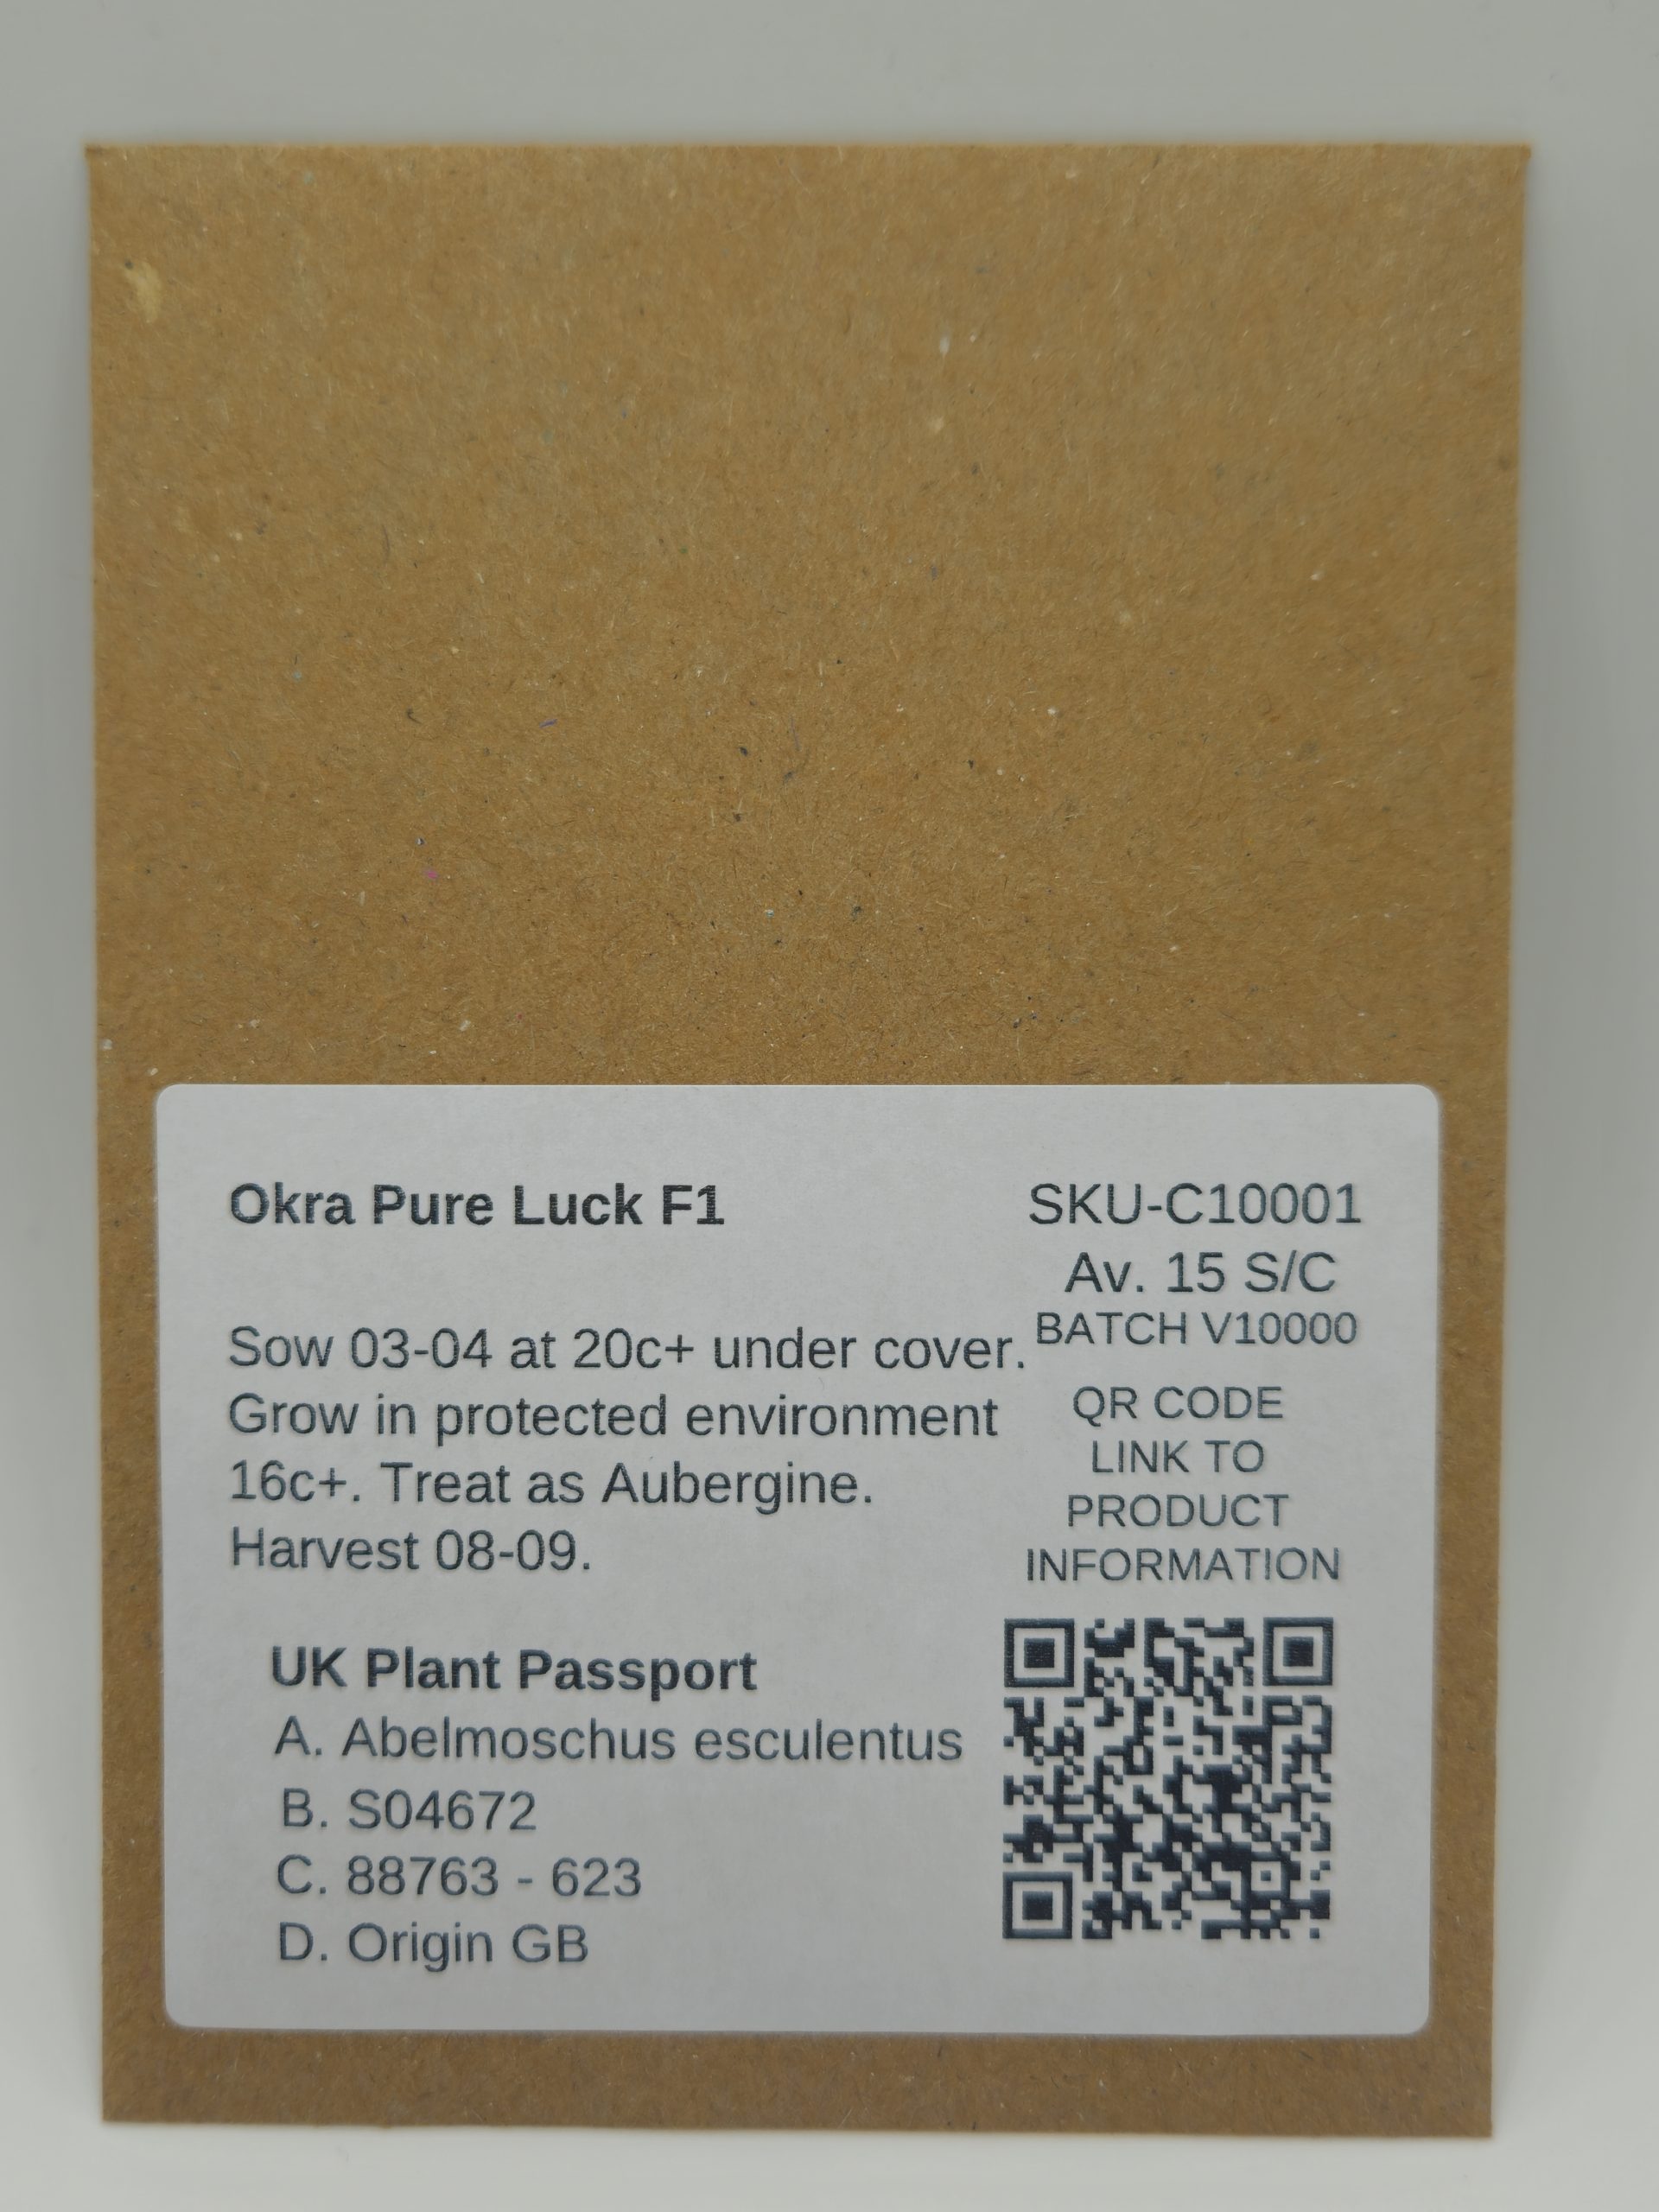 Okra Pure Luck F1
Sow 03-04 at 20c+ under cover.
Grow in protected environment
16c+. Treat as Aubergine.
Harvest 08-09.
UK Plant Passport
A. Abelmoschus esculentus
B. S04672
C. 88763 - 623
D. Origin GB
SKU-C10001
Av. 15 S/C
BATCH V10000
QR CODE
LINK TO
PRODUCT
INFORMATION